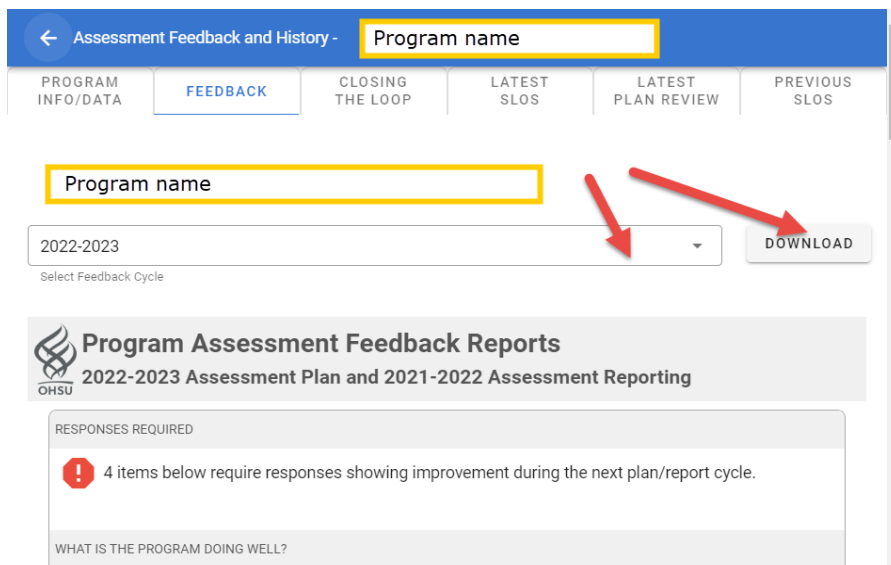 Assessment Feedback and History - Program name
PROGRAM INFO/DATA
FEEDBACK
CLOSING THE LOOP
LATEST SLOS
LATEST PLAN REVIEW
PREVIOUS SLOS
Program name
2022-2023
DOWNLOAD
Select Feedback Cycle
Program Assessment Feedback Reports
2022-2023 Assessment Plan and 2021-2022 Assessment Reporting
OHSU
RESPONSES REQUIRED
! 4 items below require responses showing improvement during the next plan/report cycle.
WHAT IS THE PROGRAM DOING WELL?